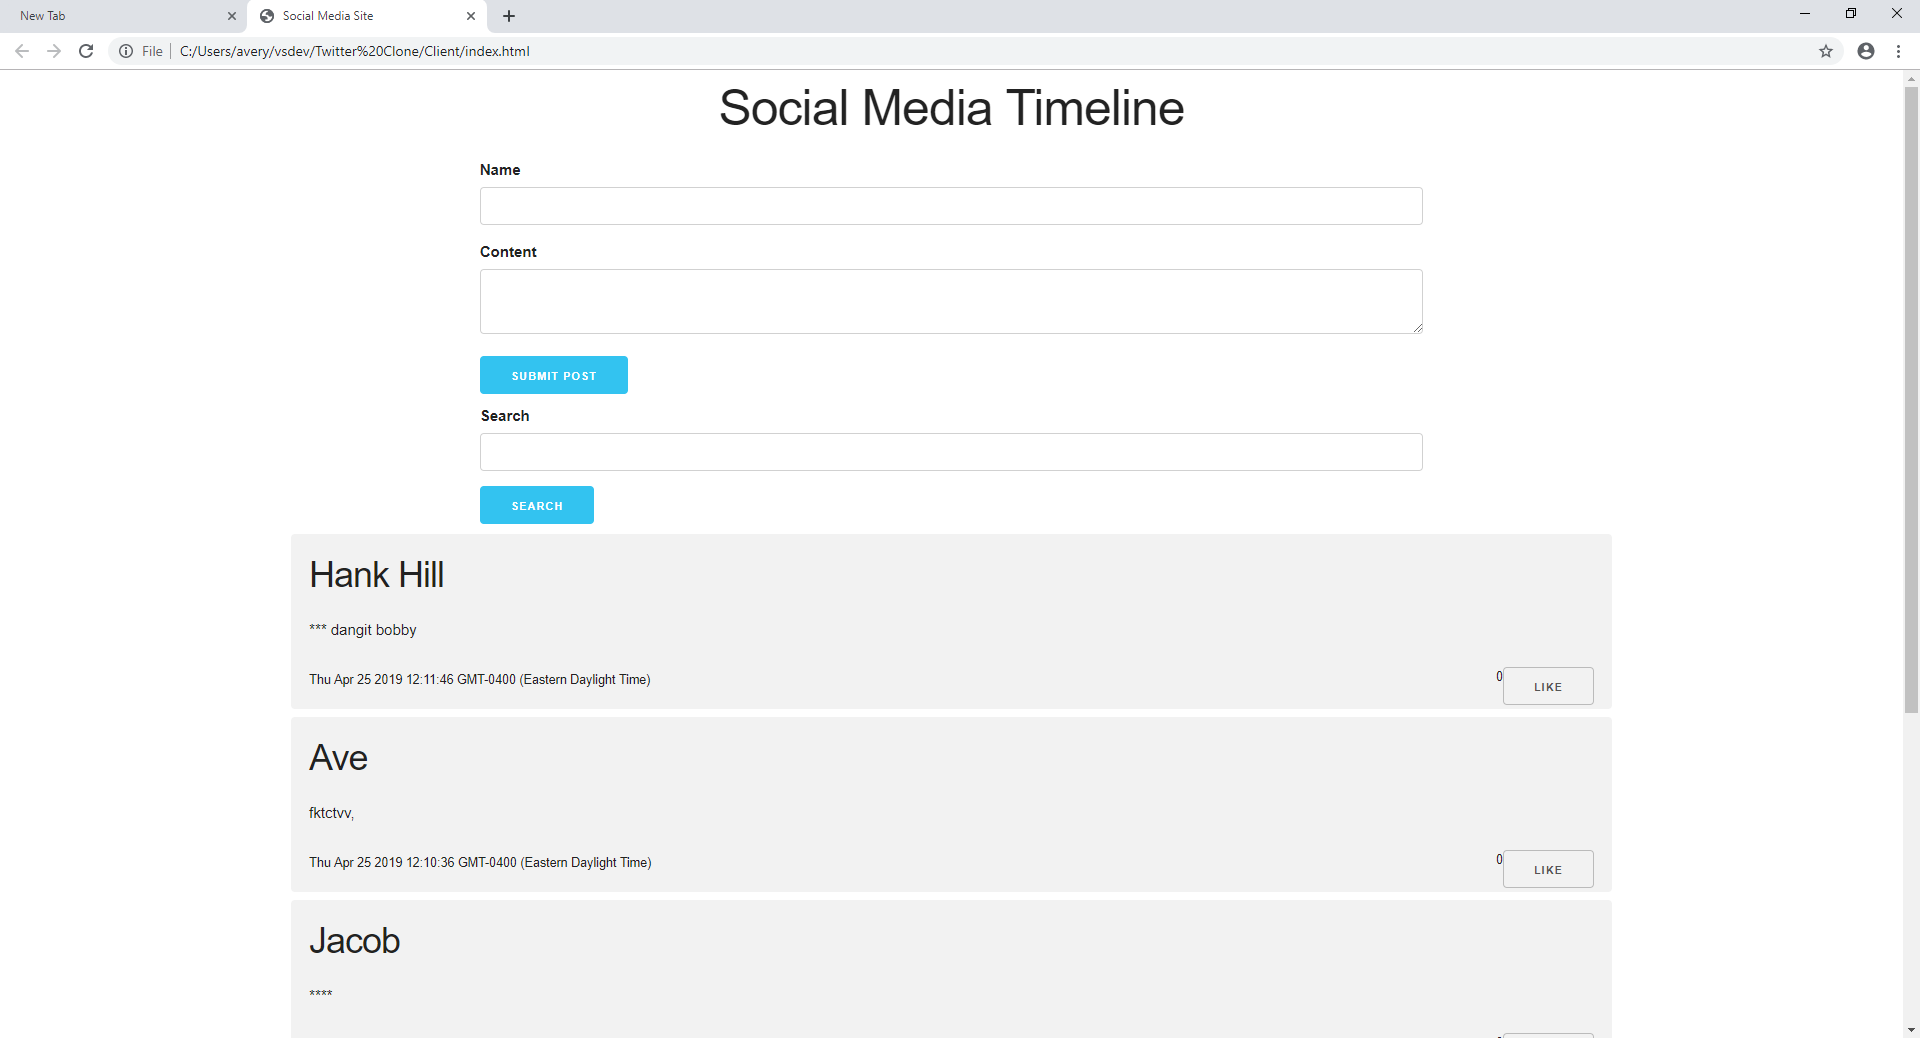 New Tab
Social Media Site
File
C:/Users/avery/vsdev/Twitter%20Clone/Client/index.html
Social Media Timeline
Name
Content
SUBMIT POST
Search
SEARCH
Hank Hill
*** dangit bobby
Thu Apr 25 2019 12:11:46 GMT-0400 (Eastern Daylight Time)
0
LIKE
Ave
fktctvv,
Thu Apr 25 2019 12:10:36 GMT-0400 (Eastern Daylight Time)
0
LIKE
Jacob
****